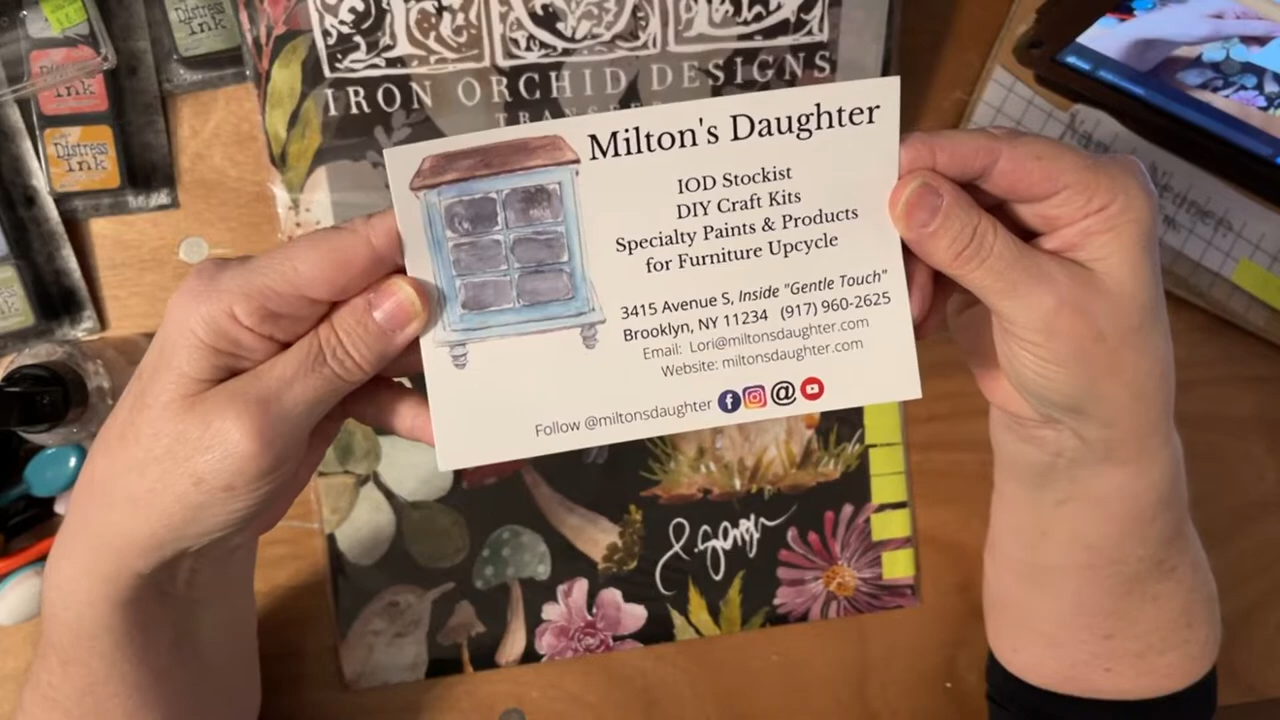 Distress
Ink
Distress
Ink
Distress
Ink
IOD
IRON ORCHID DESIGNS
Milton's Daughter
IOD Stockist
DIY Craft Kits
Specialty Paints & Products
for Furniture Upcycle
3415 Avenue S, Inside "Gentle Touch"
Brooklyn, NY 11234 (917) 960-2625
Email: Lori@miltonsdaughter.com
Website: miltonsdaughter.com
Follow @miltonsdaughter